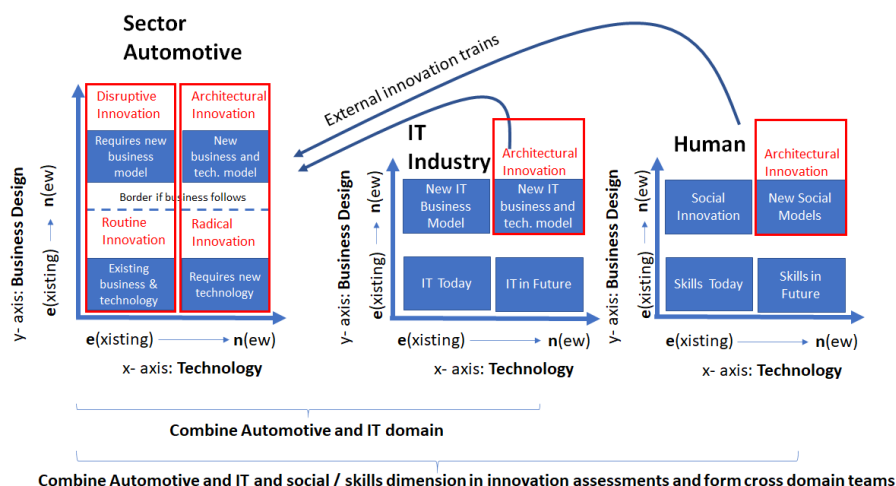 Sector
Automotive
Disruptive
Innovation
Architectural
Innovation
Requires new
business
model
New
business and
tech. model
Border if business follows
Routine
Innovation
Radical
Innovation
Existing
business &
technology
Requires new
technology
y- axis: Business Design
e(xisting) n(ew)
e(xisting) n(ew)
x- axis: Technology
External innovation trains
IT
Industry
Architectural
Innovation
New IT
Business
Model
New IT
business and
tech. model
IT Today
IT in Future
y- axis: Business Design
e(xisting) n(ew)
e(xisting) n(ew)
x- axis: Technology
Human
Architectural
Innovation
Social
Innovation
New Social
Models
Skills Today
Skills in
Future
y- axis: Business Design
e(xisting) n(ew)
e(xisting) n(ew)
x- axis: Technology
Combine Automotive and IT domain
Combine Automotive and IT and social / skills dimension in innovation assessments and form cross domain teams